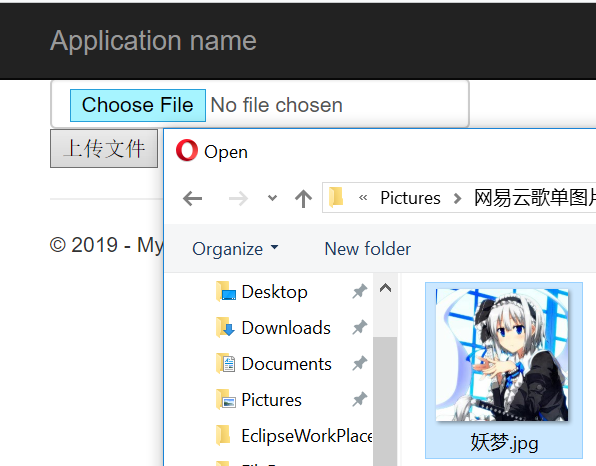 Application name
Choose File No file chosen
上传文件
Open
« Pictures 网易云歌单图片
Organize New folder
© 2019 - My
Desktop
Downloads
Documents
Pictures
EclipseWorkPlace
妖梦.jpg